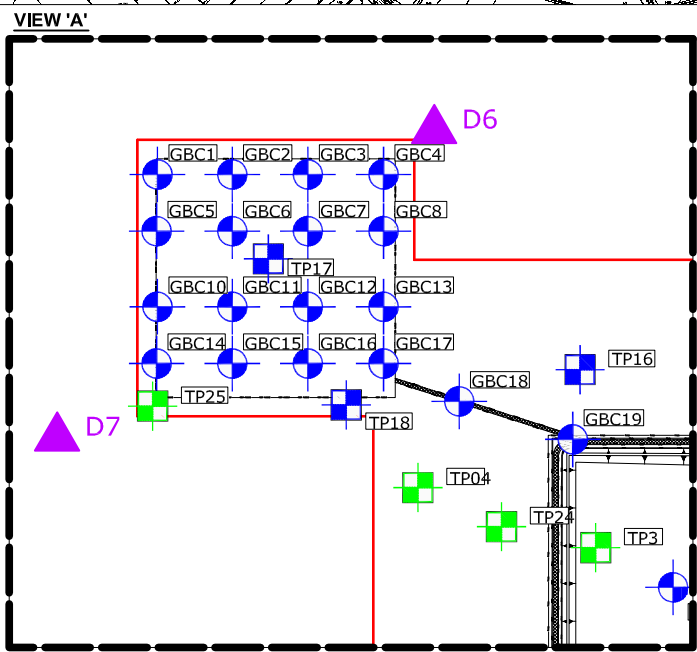 VIEW 'A'
D6
GBC1 GBC2 GBC3 GBC4
GBC5 GBC6 GBC7 GBC8
TP17
GBC10 GBC11 GBC12 GBC13
GBC14 GBC15 GBC16 GBC17
TP16
GBC18
TP25
GBC19
TP18
D7
TP04
TP24
TP3